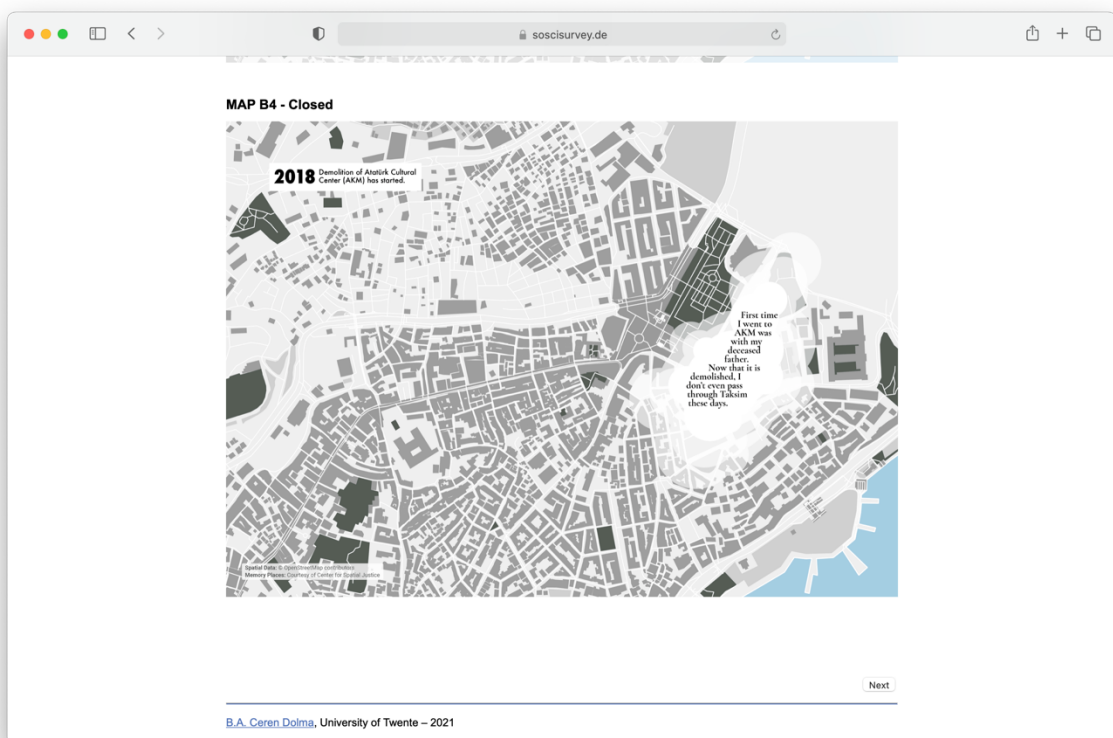 soscisurvey.de
MAP B4 - Closed
2018 Demolition of Atatürk Cultural
Center (AKM) has started.
First time
I went to
AKM was
with my
deceased
father.
Now that it is
demolished, I
don't even pass
through Taksim
these days.
Spatial Data: © OpenStreetMap contributors
Memory Places: Courtesy of Center for Spatial Justice
Next
B.A. Ceren Dolma, University of Twente – 2021